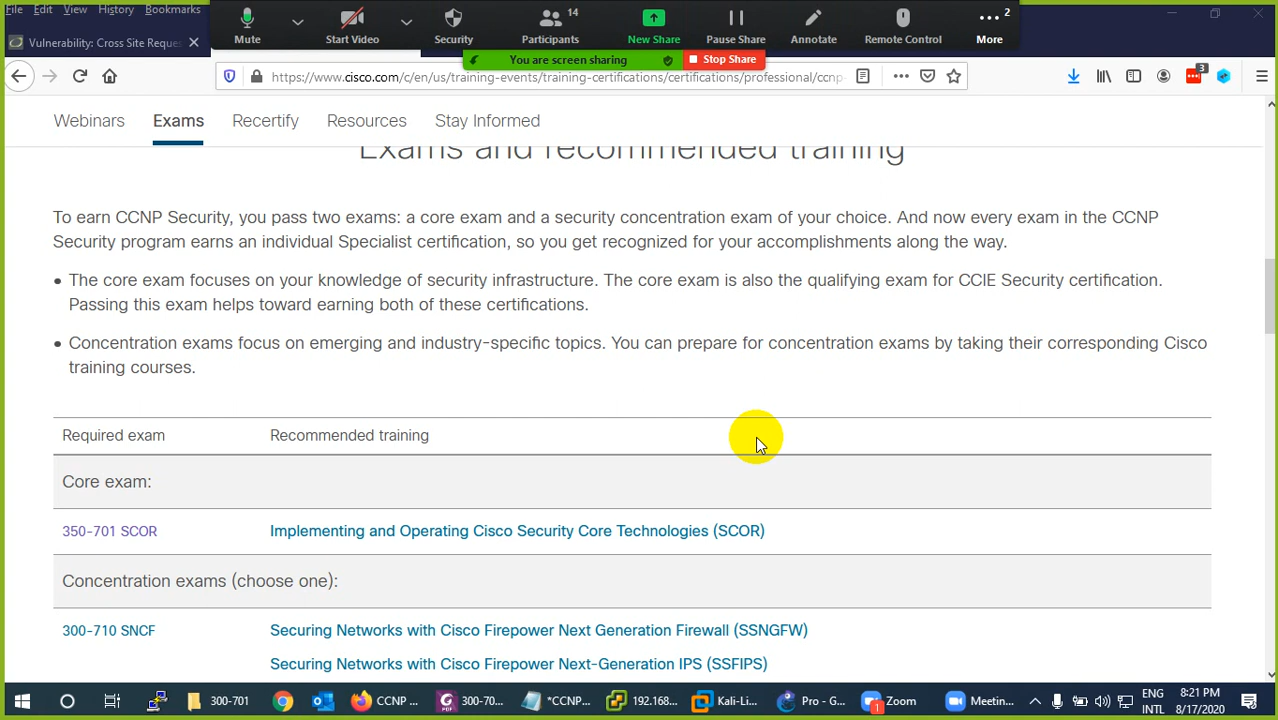 File Edit View History Bookmarks
Mute
Start Video
Security
14
Participants
New Share
Pause Share
Annotate
Remote Control
2
More
Vulnerability: Cross Site Reques
You are screen sharing
Stop Share
https://www.cisco.com/c/en/us/training-events/training-certifications/certifications/professional/ccnp-
3
Webinars Exams Recertify Resources Stay Informed
Exams and recommended training
To earn CCNP Security, you pass two exams: a core exam and a security concentration exam of your choice. And now every exam in the CCNP
Security program earns an individual Specialist certification, so you get recognized for your accomplishments along the way.
• The core exam focuses on your knowledge of security infrastructure. The core exam is also the qualifying exam for CCIE Security certification.
Passing this exam helps toward earning both of these certifications.
• Concentration exams focus on emerging and industry-specific topics. You can prepare for concentration exams by taking their corresponding Cisco
training courses.
Required exam Recommended training
Core exam:
350-701 SCOR Implementing and Operating Cisco Security Core Technologies (SCOR)
Concentration exams (choose one):
300-710 SNCF Securing Networks with Cisco Firepower Next Generation Firewall (SSNGFW)
Securing Networks with Cisco Firepower Next-Generation IPS (SSFIPS)
300-701 CCNP ... 300-70... *CCNP... 192.168... Kali-Li... Pro - G... 1 Zoom Meetin... ENG 8:21 PM
INTL 8/17/2020